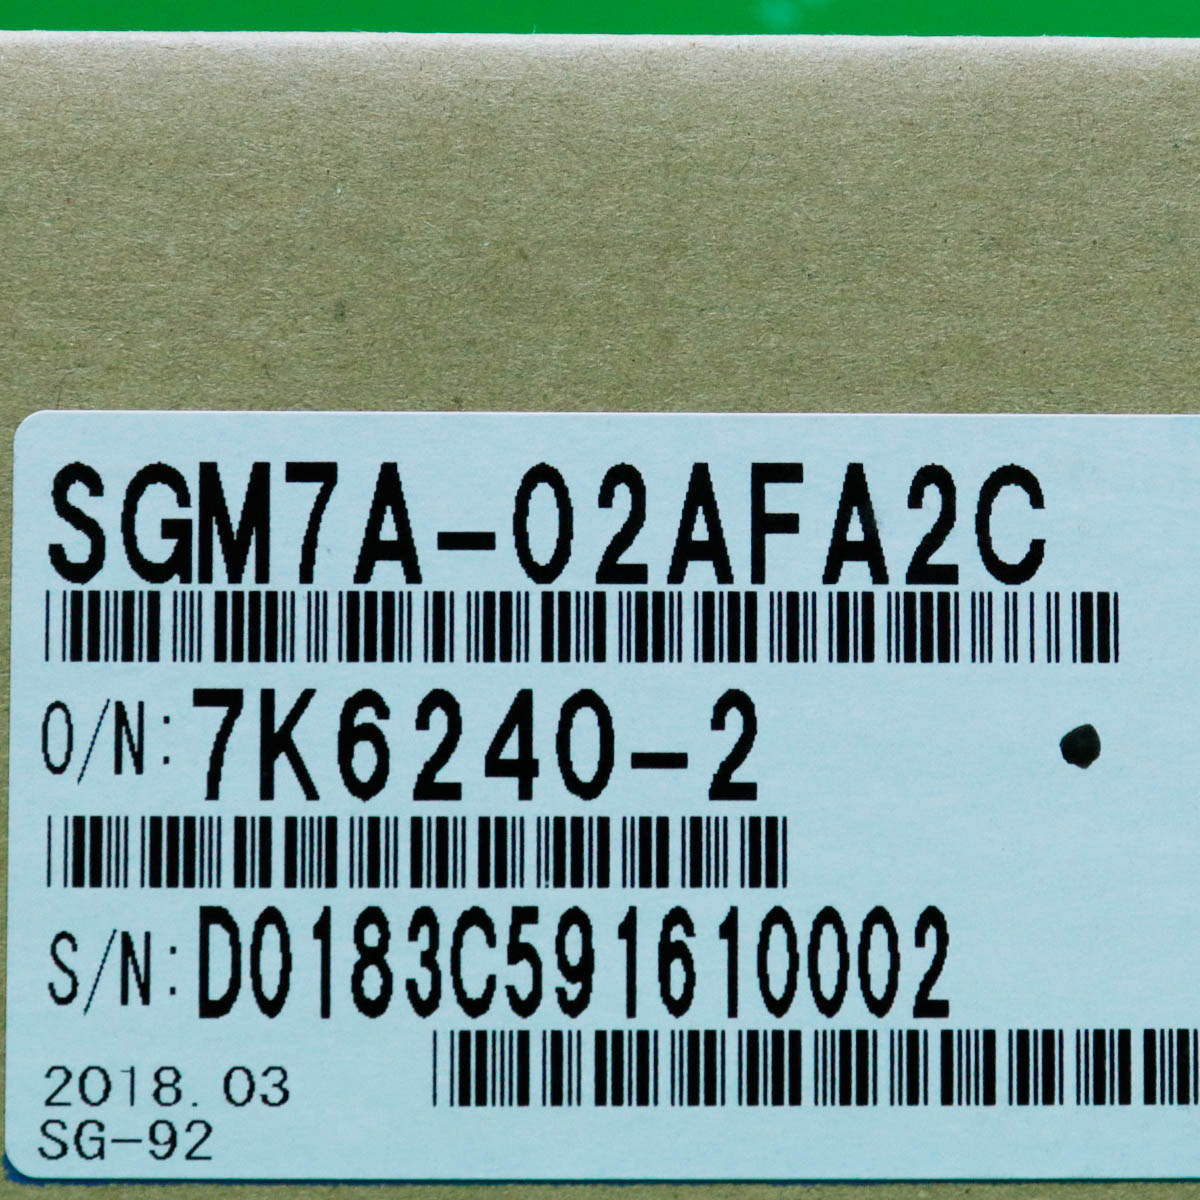 SGM7A-02AFA2C
O/N: 7K6240-2
S/N: D0183C591610002
2018.03
SG-92